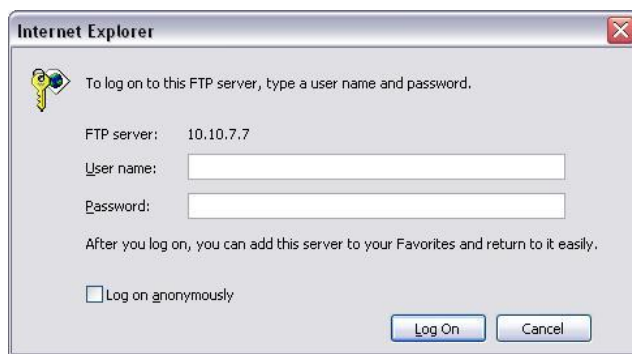 Internet Explorer
To log on to this FTP server, type a user name and password.
FTP server: 10.10.7.7
User name:
Password:
After you log on, you can add this server to your Favorites and return to it easily.
Log on anonymously
Log On Cancel